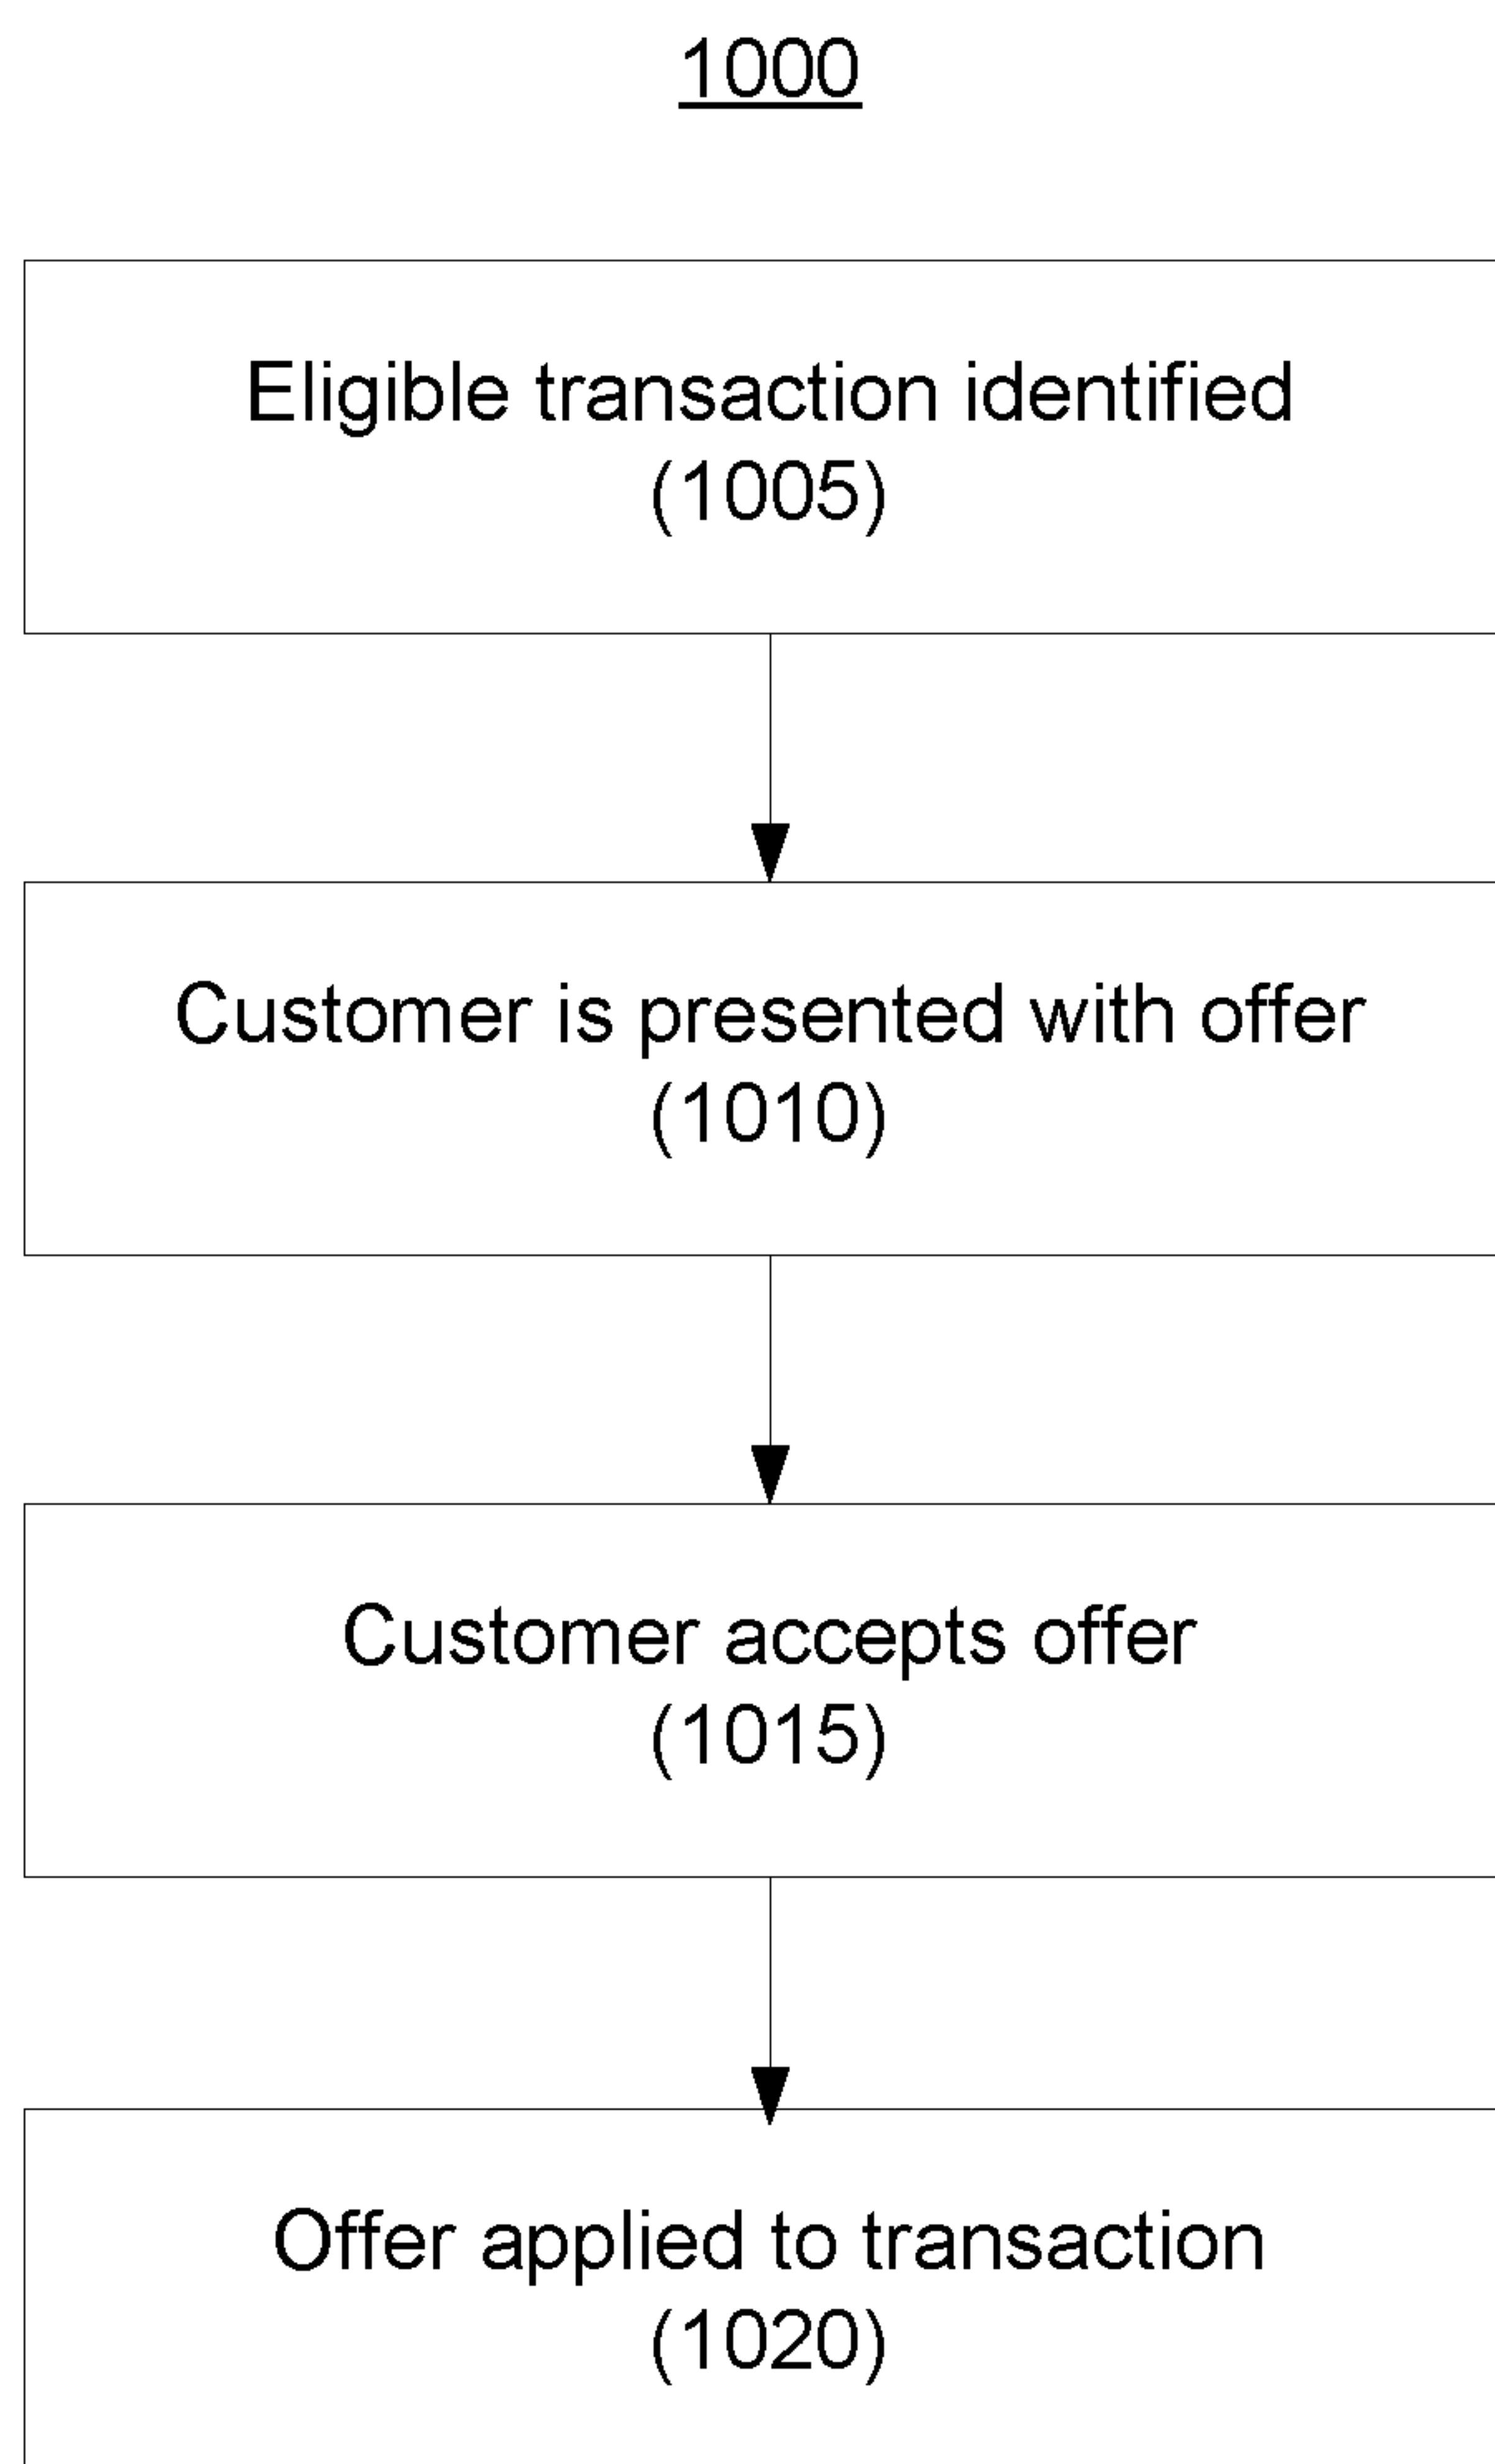 1000
Eligible transaction identified
(1005)
Customer is presented with offer
(1010)
Customer accepts offer
(1015)
Offer applied to transaction
(1020)